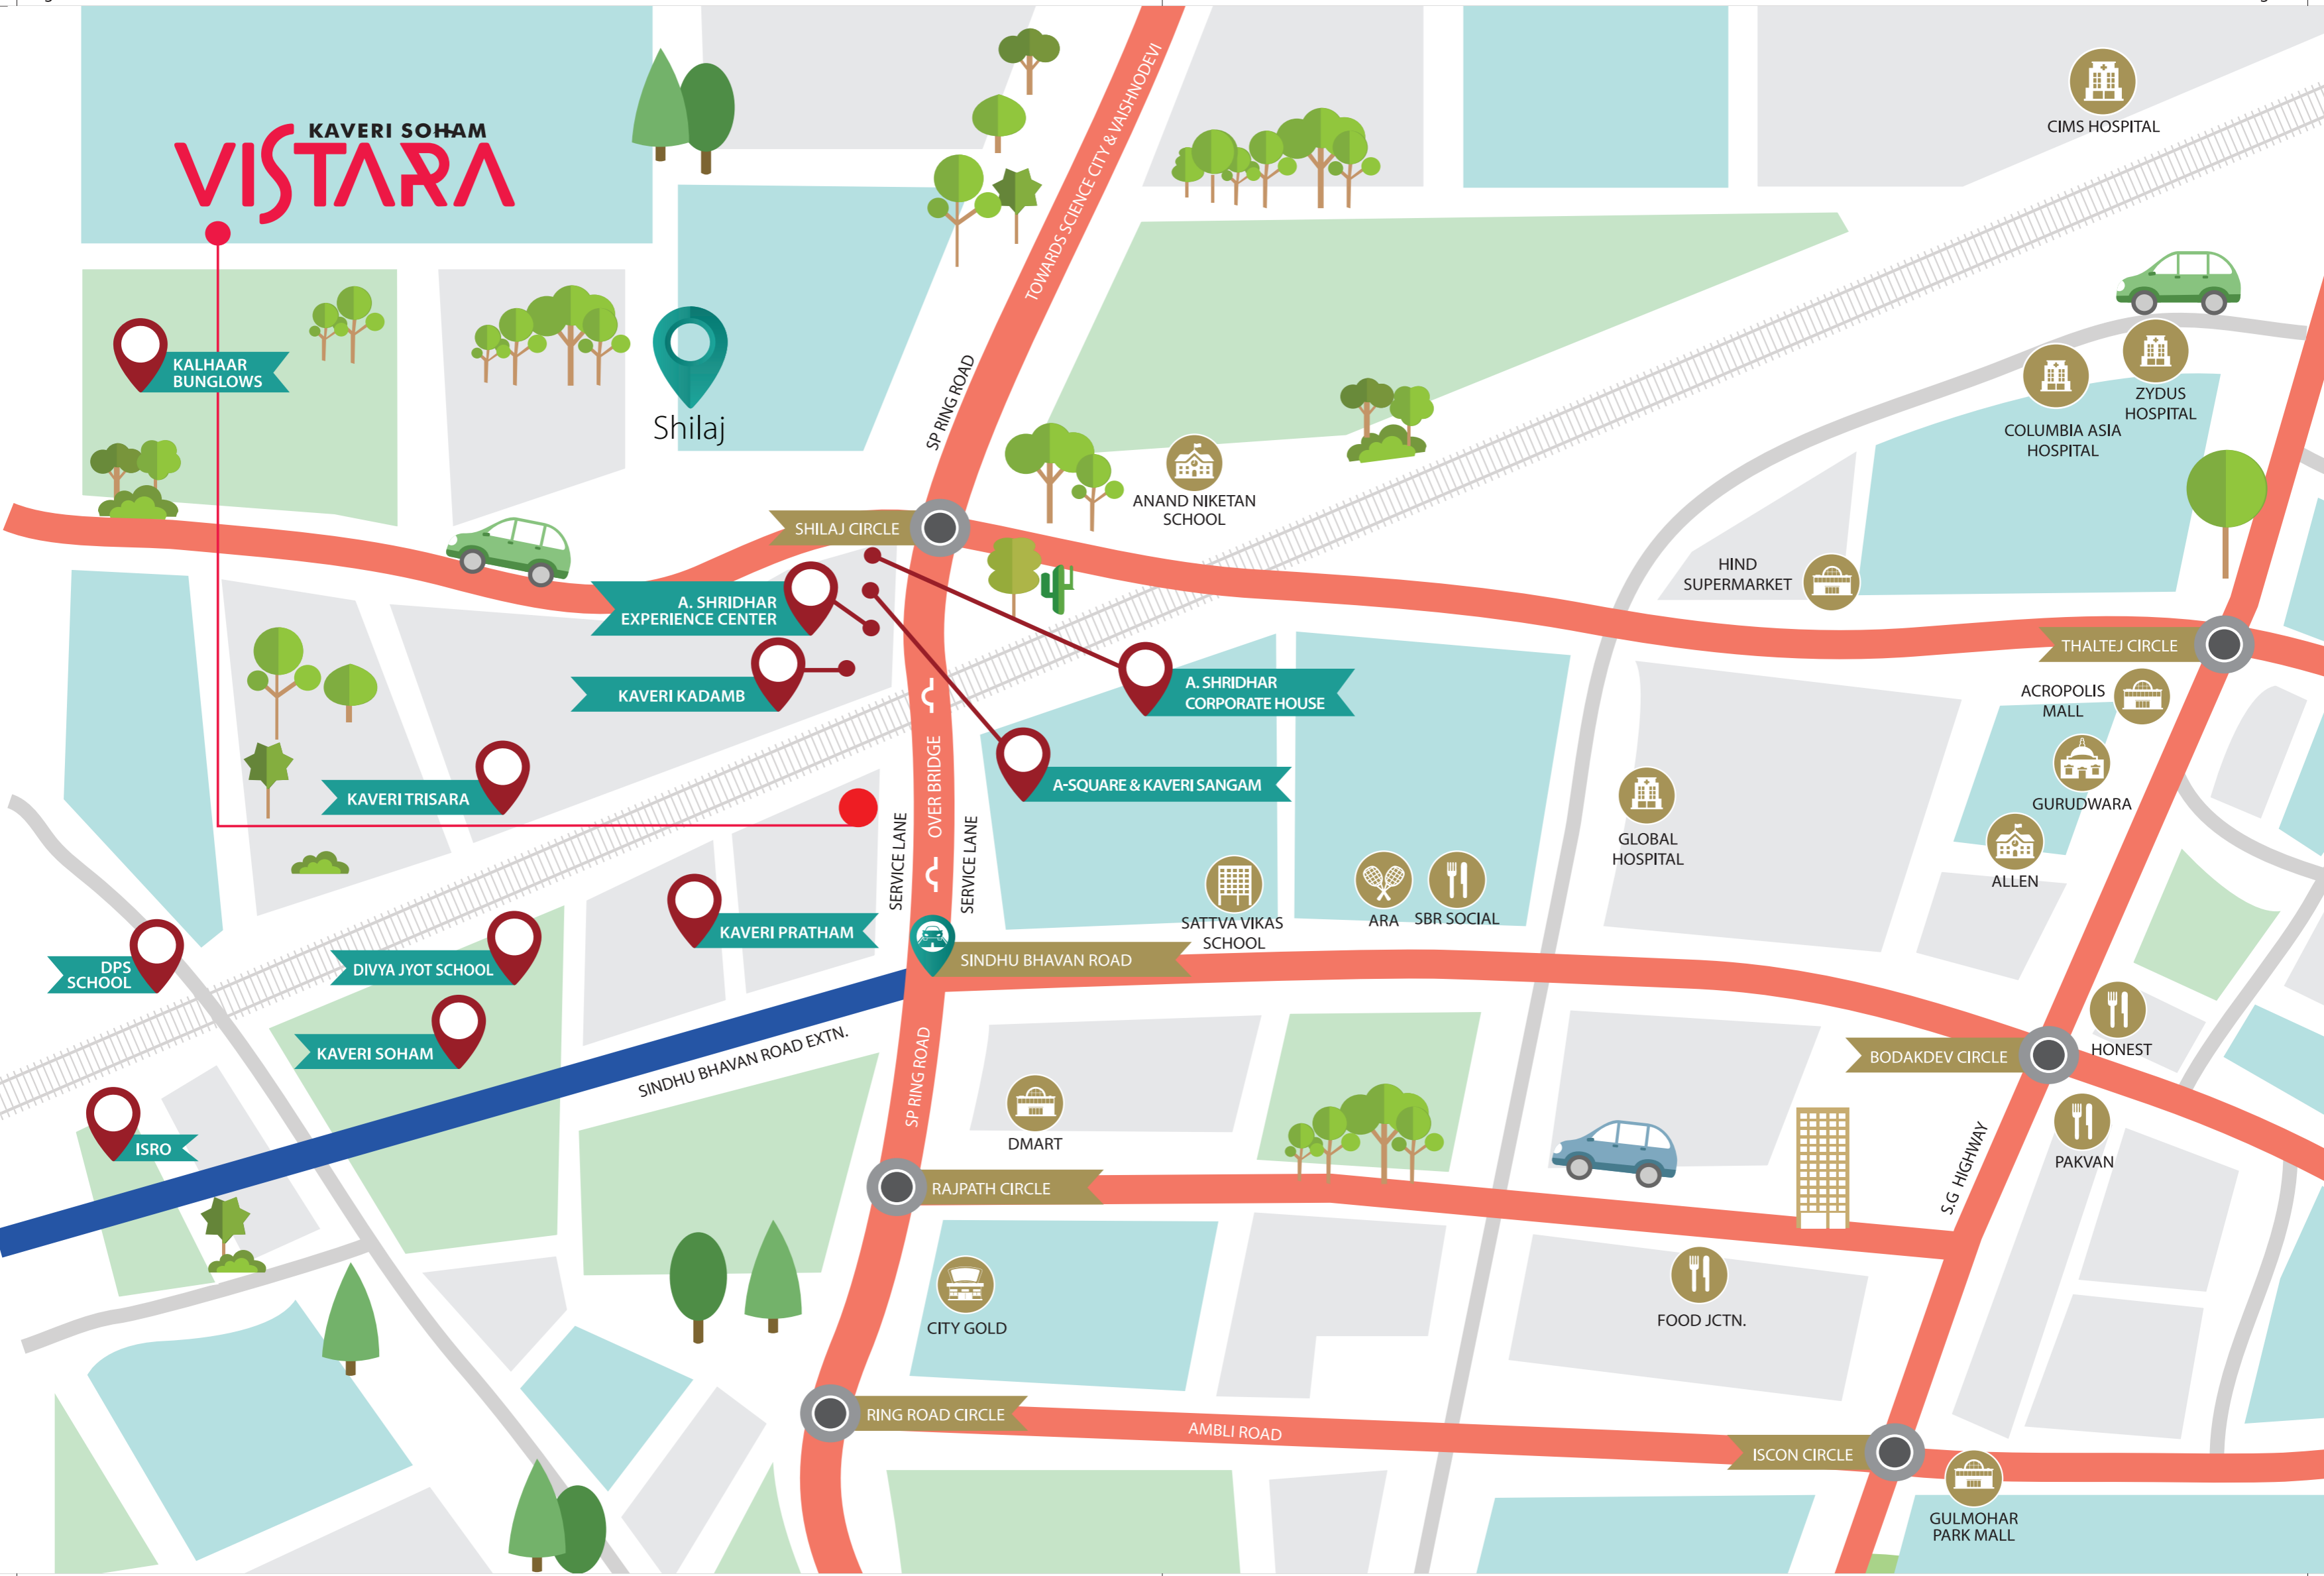 KAVERI SOHAM
VISTARA
TOWARDS SCIENCE CITY & VAISHNODEVI
CIMS HOSPITAL
KALHAAR
BUNGLOWS
Shilaj
SP RING ROAD
ANAND NIKETAN
SCHOOL
ZYDUS
HOSPITAL
COLUMBIA ASIA
HOSPITAL
SHILAJ CIRCLE
HIND
SUPERMARKET
A. SHRIDHAR
EXPERIENCE CENTER
THALTEJ CIRCLE
KAVERI KADAMB
A. SHRIDHAR
CORPORATE HOUSE
ACROPOLIS
MALL
OVER BRIDGE
A-SQUARE & KAVERI SANGAM
KAVERI TRISARA
GURUDWARA
SERVICE LANE
SERVICE LANE
GLOBAL
HOSPITAL
ALLEN
SATTVA VIKAS
SCHOOL
ARA
SBR SOCIAL
KAVERI PRATHAM
SINDHU BHAVAN ROAD
DPS
SCHOOL
DIVYA JYOT SCHOOL
KAVERI SOHAM
SINDHU BHAVAN ROAD EXTN.
SP RING ROAD
BODAKDEV CIRCLE
HONEST
ISRO
DMART
PAKVAN
S.G HIGHWAY
RAJPATH CIRCLE
CITY GOLD
FOOD JCTN.
RING ROAD CIRCLE
AMBLI ROAD
ISCON CIRCLE
GULMOHAR
PARK MALL